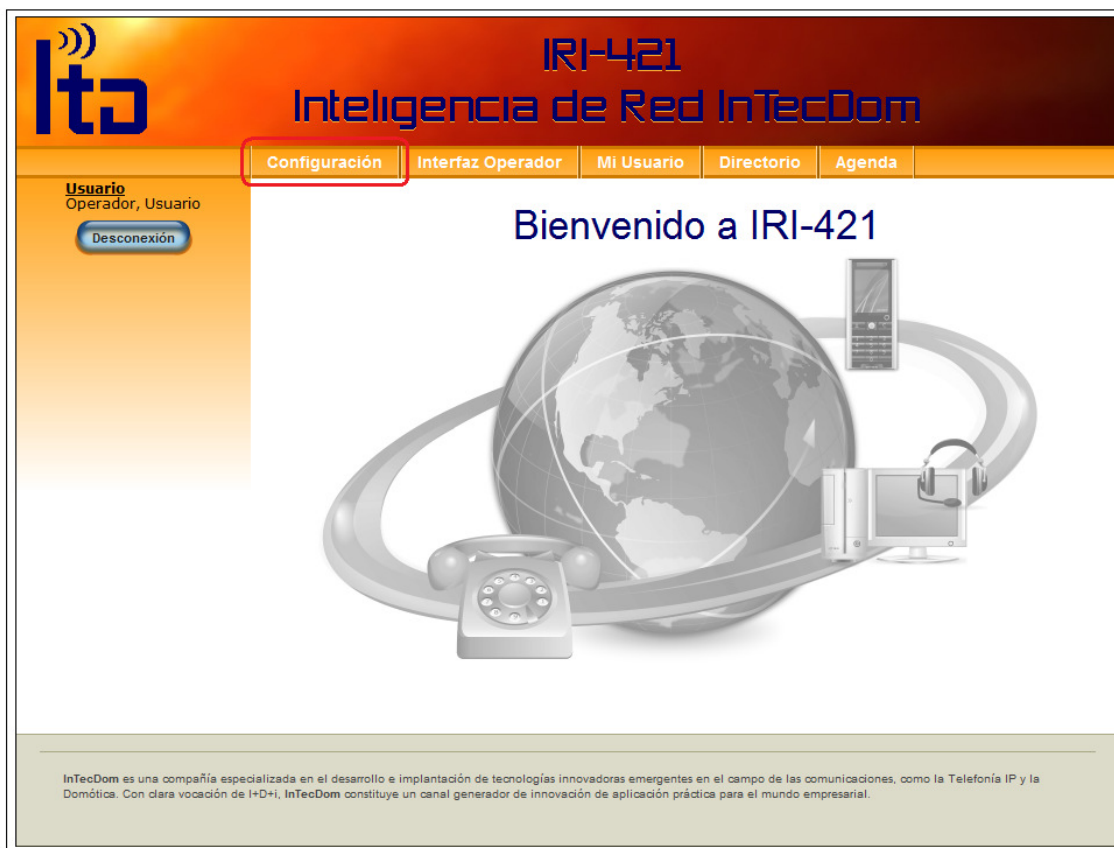 ItD
IRI-421
Inteligencia de Red InTecDom
Configuración Interfaz Operador Mi Usuario Directorio Agenda
Usuario
Operador, Usuario
Desconexión
Bienvenido a IRI-421
InTecDom es una compañía especializada en el desarrollo e implantación de tecnologías innovadoras emergentes en el campo de las comunicaciones, como la Telefonía IP y la
Domótica. Con clara vocación de I+D+i, InTecDom constituye un canal generador de innovación de aplicación práctica para el mundo empresarial.